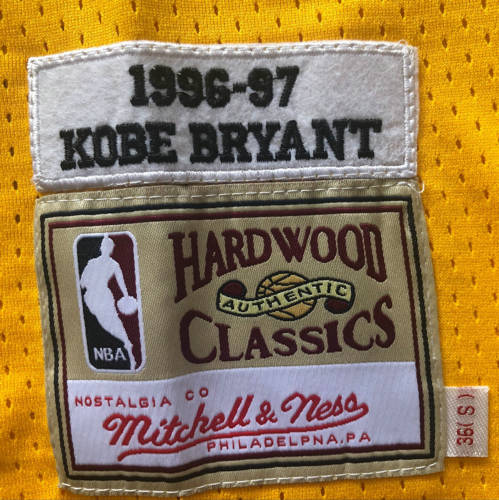 1996-97
KOBE BRYANT
NBA
HARDWOOD
AUTHENTIC
CLASSICS
NOSTALGIA CO
Mitchell & Ness
PHILADELPNA, PA
36( S )